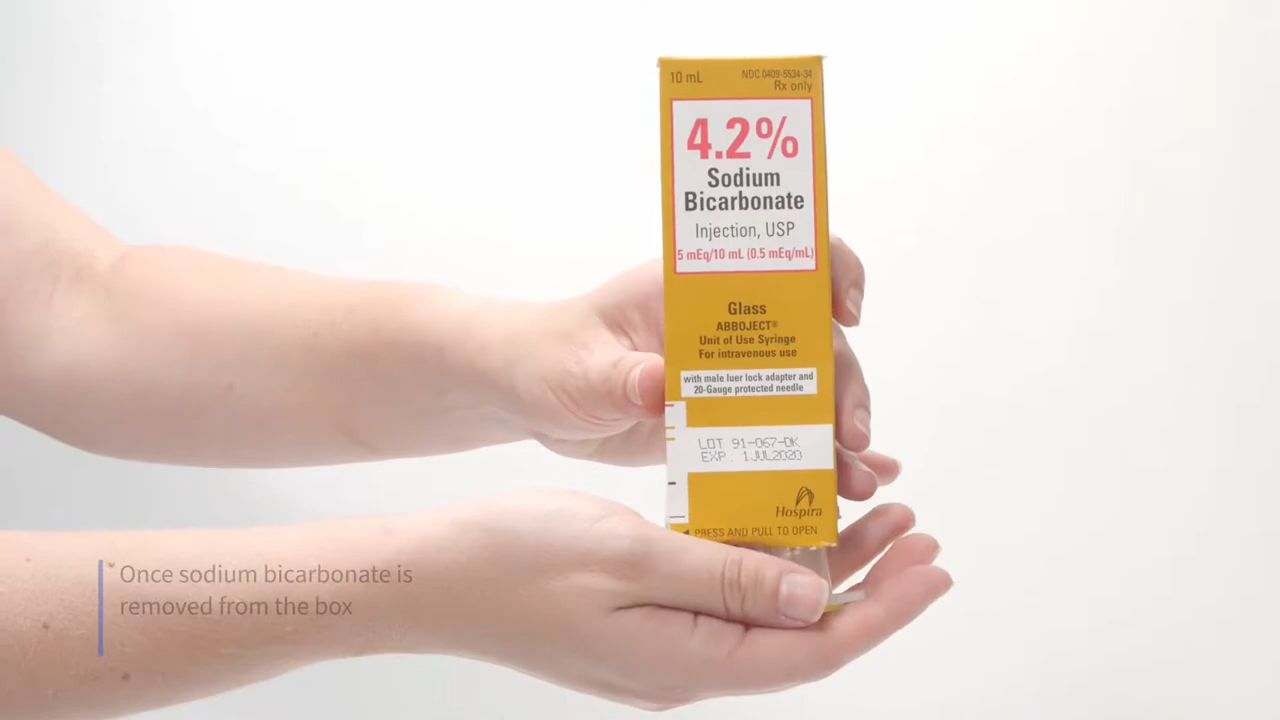 10 mL
NDC 0409-5534-34
Rx only
4.2%
Sodium
Bicarbonate
Injection, USP
5 mEq/10 mL (0.5 mEq/mL)
Glass
ABBOJECT®
Unit of Use Syringe
For intravenous use
with male luer lock adapter and
20-Gauge protected needle
LOT 91-067-DK
EXP. 1JUL2020
Hospira
PRESS AND PULL TO OPEN
Once sodium bicarbonate is
removed from the box